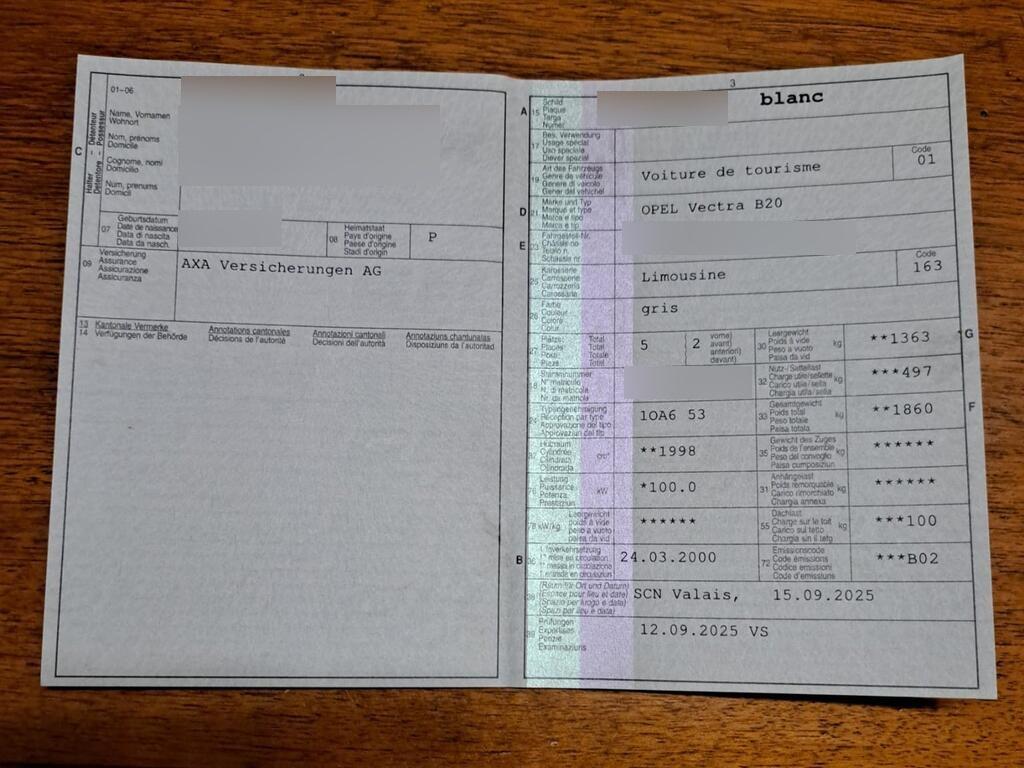 2
01-06
Name, Vornamen
Wohnort
Nom, prénoms
Domicile
Cognome, nomi
Domicilio
Num, prenums
Domicil
C
Halter - Détenteur
Detentore - Possessur
07
Geburtsdatum
Date de naissance
Data di nascita
Data da nasch.
08
Heimatstaat
Pays d'origine
Paese d'origine
Stadi d'origin
P
09
Versicherung
Assurance
Assicurazione
Assicuranza
AXA Versicherungen AG
13 Kantonale Vermerke
14 Verfügungen der Behörde
Annotations cantonales
Décisions de l'autorité
Annotazioni cantonali
Decisioni dell'autorità
Annotaziuns chantunalas
Disposiziuns da l'autoritad
3
A
15
Schild
Plaque
Targa
Numer
blanc
17
Bes. Verwendung
Usage spécial
Uso speciale
Diever spezial
19
Art des Fahrzeugs
Genre de véhicule
Genere di veicolo
Gener dal vehichel
Voiture de tourisme
Code
01
D
21
Marke und Typ
Marque et type
Marca e tipo
Marca e tip
OPEL Vectra B20
E
23
Fahrgestell-Nr.
Châssis no
Telaio n.
Schassis nr.
25
Karosserie
Carrosserie
Carrozzeria
Carossaria
Limousine
Code
163
26
Farbe
Couleur
Colore
Colur
gris
27
Plätze: Total
Places: Total
Posti: Totale
Plazs: Total
5
2
vorne)
avant)
anteriori)
davant)
30
Leergewicht
Poids à vide
Peso a vuoto
Paisa da vid
kg
**1363
G
18
Stammnummer
N° matricule
N. di matricola
Nr. da matricla
32
Nutz-/Sattellast
Charge utile/sellette
Carico utile/sella
Chargia utila/sella
kg
***497
24
Typengenehmigung
Réception par type
Approvazione del tipo
Approvaziun dal tip
1OA6 53
33
Gesamtgewicht
Poids total
Peso totale
Paisa totala
kg
**1860
F
37
Hubraum
Cylindrée
Cilindrata
Cilindrada
cm³
**1998
35
Gewicht des Zuges
Poids de l'ensemble
Peso del convoglio
Paisa cumposiziun
kg
******
76
Leistung
Puissance
Potenza
Prestaziun
kW
*100.0
31
Anhängelast
Poids remorquable
Carico rimorchiato
Chargia annexa
kg
******
78 kW/kg
Leergewicht
poids à vide
peso a vuoto
paisa da vid
******
55
Dachlast
Charge sur le toit
Carico sul tetto
Chargia sin il tetg
kg
***100
B
36
1. Inverkehrsetzung
1re mise en circulation
1a messa in circolazione
1. entrada en circulaziun
24.03.2000
72
Emissionscode
Code émissions
Codice emissioni
Code d'emissiuns
***B02
38
(Raum für Ort und Datum)
(Espace pour lieu et date)
(Spazio per luogo e data)
(Spazi per lieu e data)
SCN Valais, 15.09.2025
39
Prüfungen
Expertises
Perizie
Examinaziuns
12.09.2025 VS